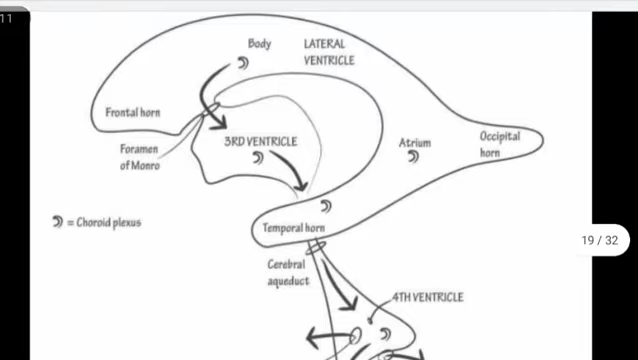 11
Body
LATERAL
VENTRICLE
Frontal horn
Foramen
of Monro
3RD VENTRICLE
Atrium
Occipital
horn
= Choroid plexus
Temporal horn
19 / 32
Cerebral
aqueduct
4TH VENTRICLE